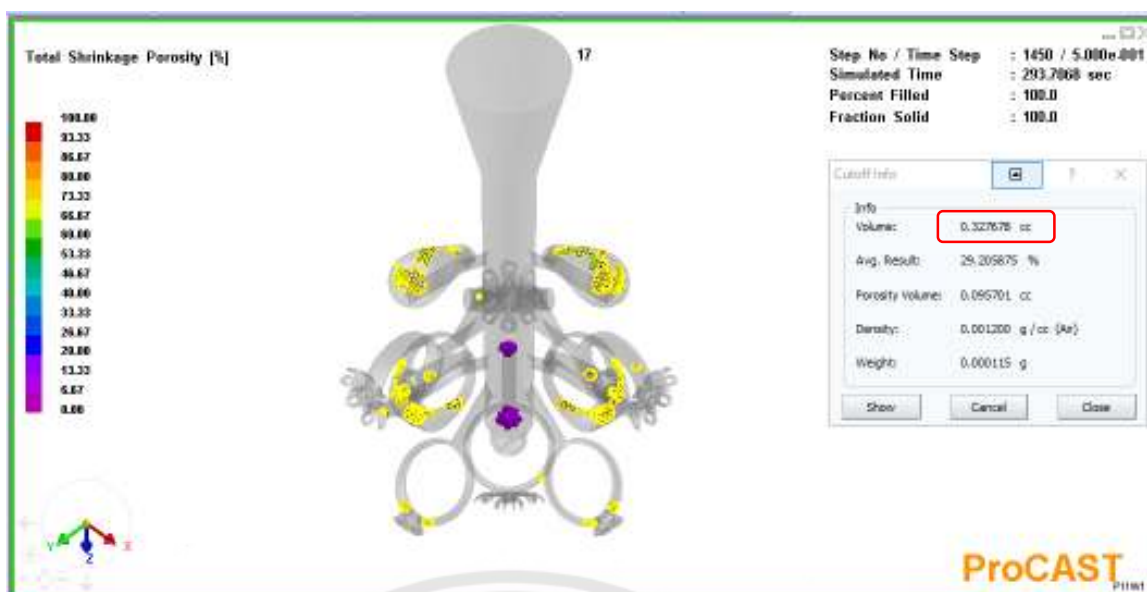 Total Shrinkage Porosity [%]
17
Step No / Time Step : 1450 / 5.000e-001
Simulated Time : 293.7068 sec
Percent Filled : 100.0
Fraction Solid : 100.0
100.00
93.33
86.67
80.00
73.33
66.67
60.00
53.33
46.67
40.00
33.33
26.67
20.00
13.33
6.67
0.00
Cutoff Info
Info
Volume: 0.327678 cc
Avg. Result: 29.205875 %
Porosity Volume: 0.095701 cc
Density: 0.001200 g/cc (Air)
Weight: 0.000115 g
Show Cancel Close
Y
X
Z
ProCAST